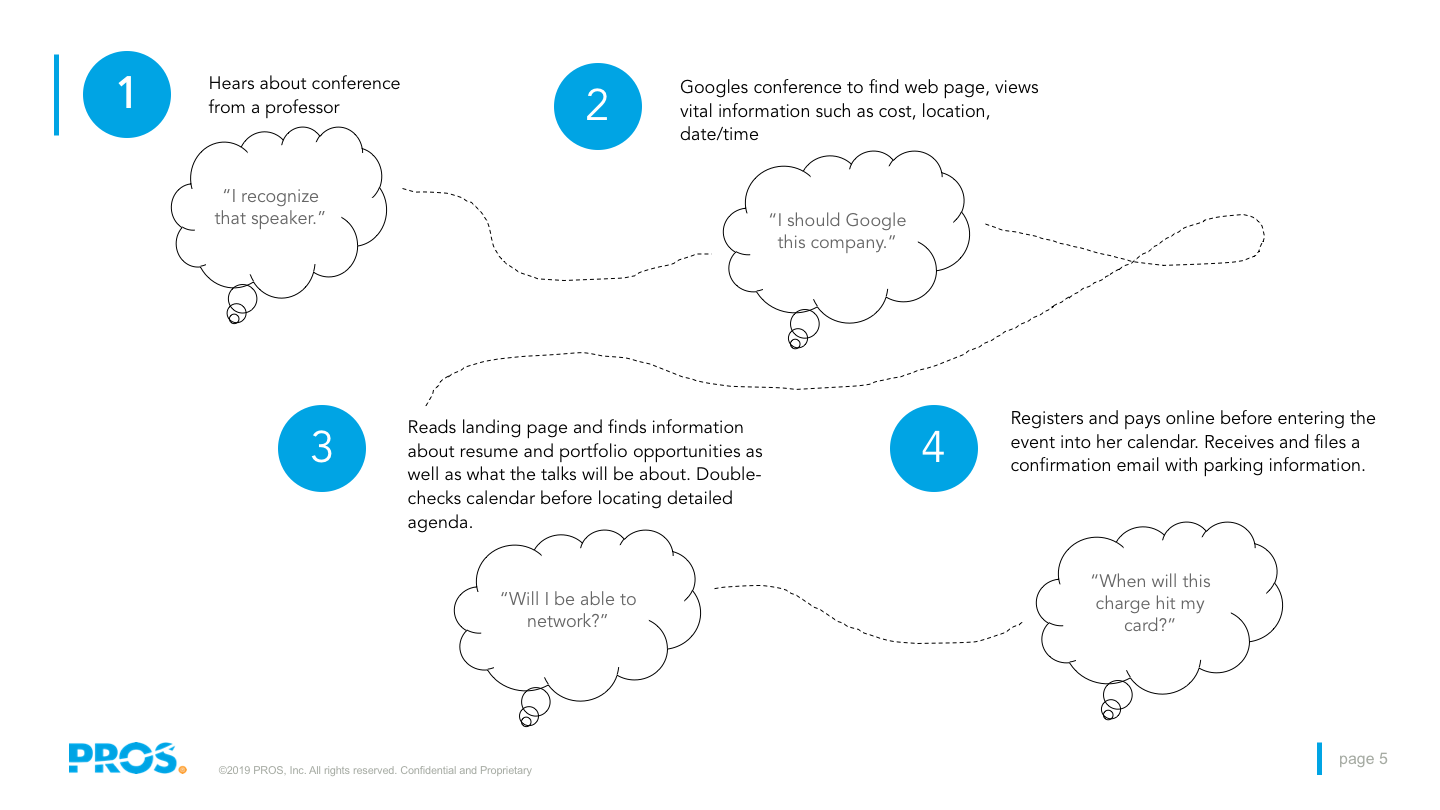 1
Hears about conference
from a professor
“I recognize
that speaker.”
2
Googles conference to find web page, views
vital information such as cost, location,
date/time
“I should Google
this company.”
3
Reads landing page and finds information
about resume and portfolio opportunities as
well as what the talks will be about. Double-
checks calendar before locating detailed
agenda.
“Will I be able to
network?”
4
Registers and pays online before entering the
event into her calendar. Receives and files a
confirmation email with parking information.
“When will this
charge hit my
card?”
PROS.
©2019 PROS, Inc. All rights reserved. Confidential and Proprietary
page 5